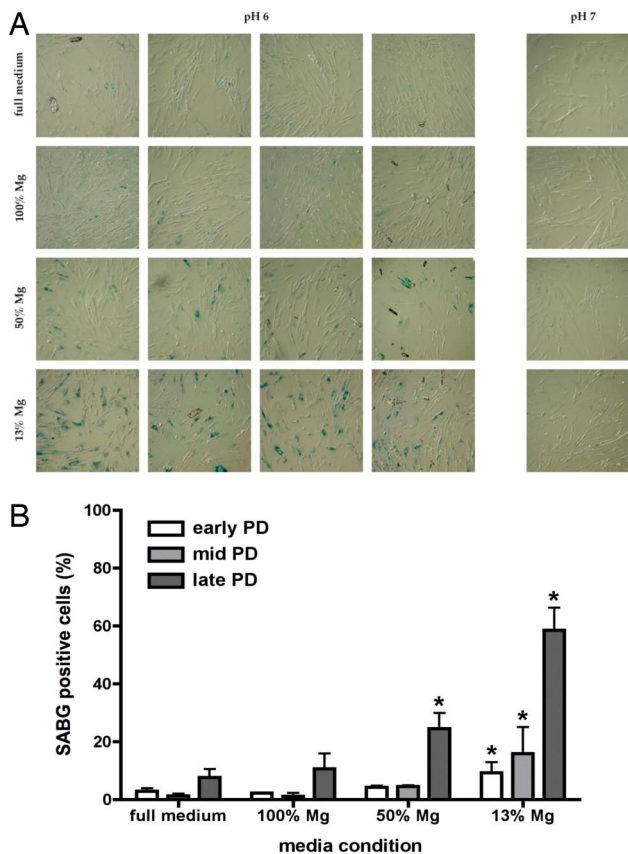 A
pH 6
pH 7
full medium
100% Mg
50% Mg
13% Mg
B
SABG positive cells (%)
100
80
60
40
20
0
early PD
mid PD
late PD
*
*
*
*
full medium
100% Mg
50% Mg
13% Mg
media condition